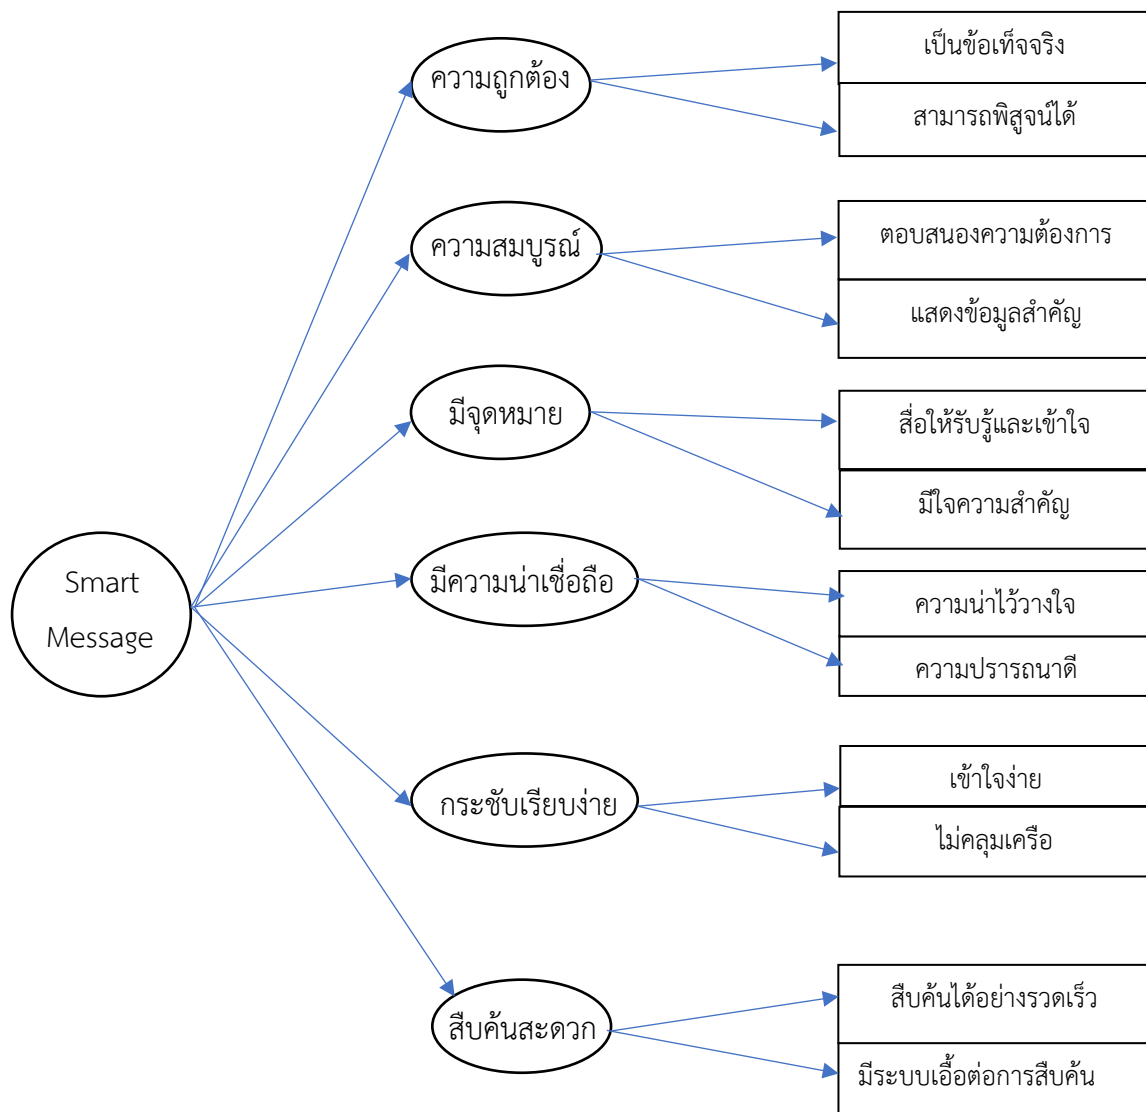 ความถูกต้อง
เป็นข้อเท็จจริง
สามารถพิสูจน์ได้
ความสมบูรณ์
ตอบสนองความต้องการ
แสดงข้อมูลสำคัญ
มีจุดหมาย
สื่อให้รับรู้และเข้าใจ
มีใจความสำคัญ
Smart
Message
มีความน่าเชื่อถือ
ความน่าไว้วางใจ
ความปรารถนาดี
กระชับเรียบง่าย
เข้าใจง่าย
ไม่คลุมเครือ
สืบค้นสะดวก
สืบค้นได้อย่างรวดเร็ว
มีระบบเอื้อต่อการสืบค้น